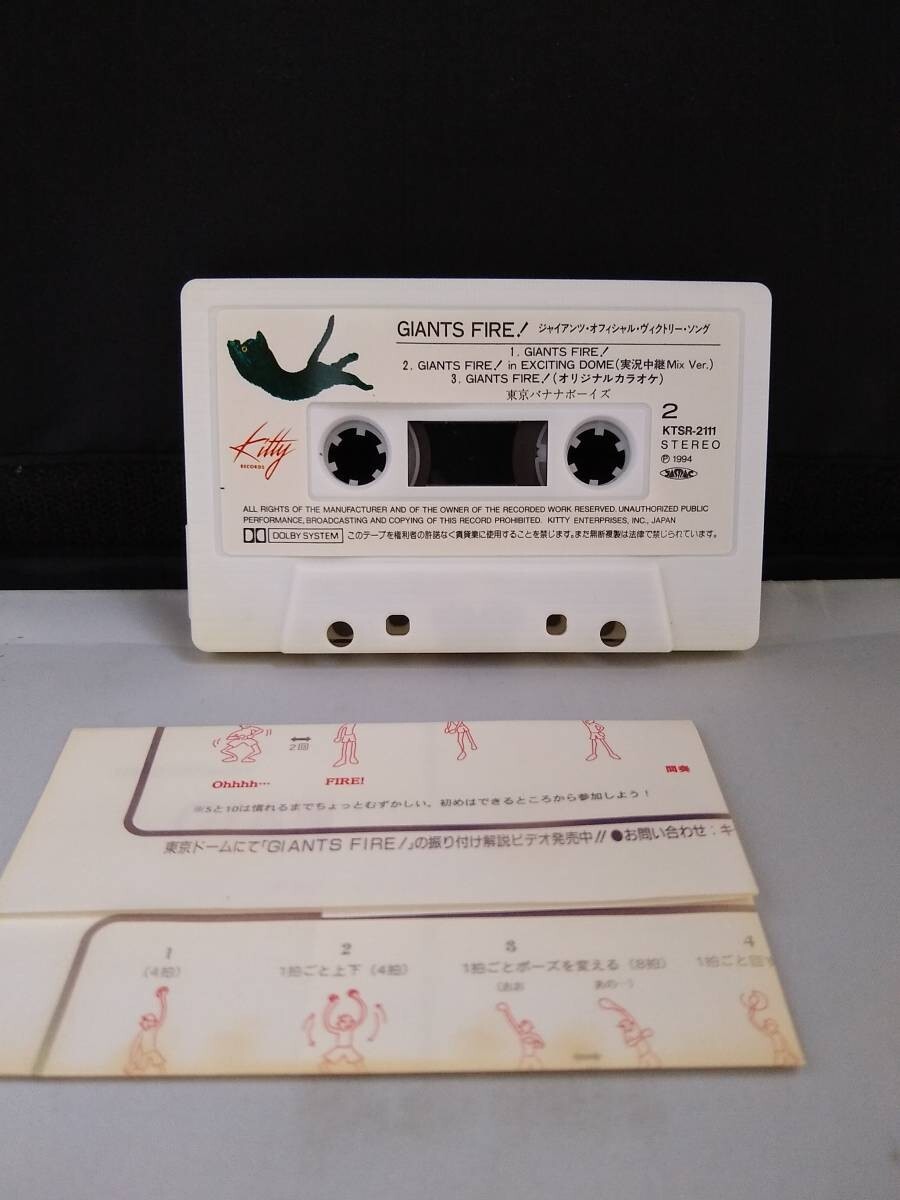 GIANTS FIRE! ジャイアンツ・オフィシャル・ヴィクトリー・ソング
1. GIANTS FIRE!
2. GIANTS FIRE! in EXCITING DOME(実況中継Mix Ver.)
3. GIANTS FIRE!(オリジナルカラオケ)
東京バナナボーイズ
Kitty
RECORDS
2
KTSR-2111
STEREO
Ⓟ 1994
JASRAC
ALL RIGHTS OF THE MANUFACTURER AND OF THE OWNER OF THE RECORDED WORK RESERVED. UNAUTHORIZED PUBLIC
PERFORMANCE, BROADCASTING AND COPYING OF THIS RECORD PROHIBITED. KITTY ENTERPRISES, INC., JAPAN
DOLBY SYSTEM このテープを権利者の許諾なく賃貸業に使用することを禁じます。また無断複製は法律で禁じられています。
2回
Ohhhh… FIRE! 間奏
※5と10は慣れるまでちょっとむずかしい。初めはできるところから参加しよう!
東京ドームにて「GIANTS FIRE!」の振り付け解説ビデオ発売中!! ●お問い合わせ:キ
1 2 3 4
(4拍) 1拍ごと上下(4拍) 1拍ごとポーズを変える(8拍) 1拍ごと回
(おお あの…)